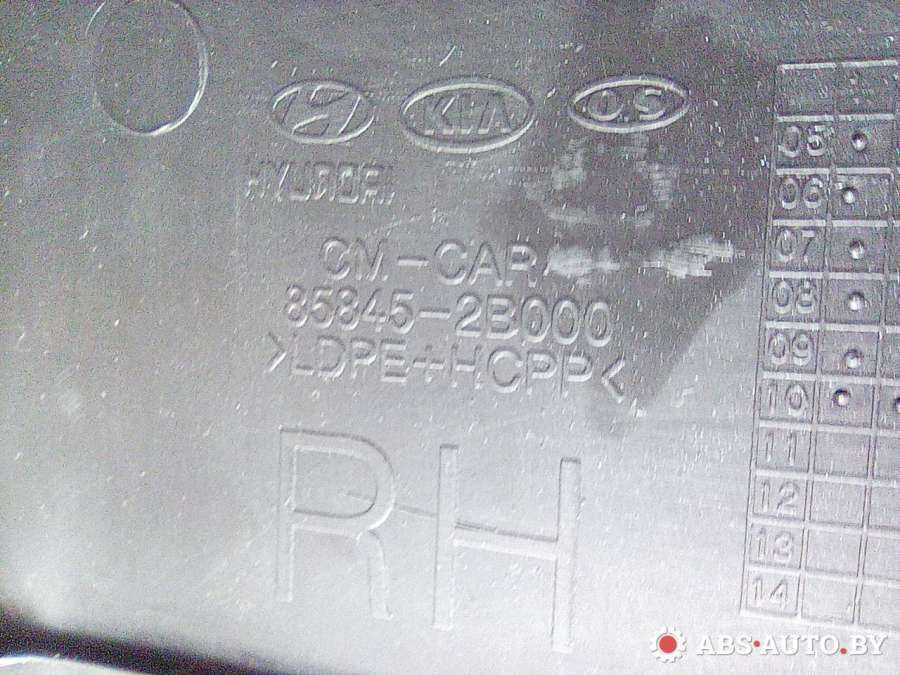 KIA O.S
HYUNDAI
CM-CAR
85845-2B000
>LDPE+HCPP<
RH
05
06
07
08
09
10
11
12
13
14
ABS-AUTO.BY